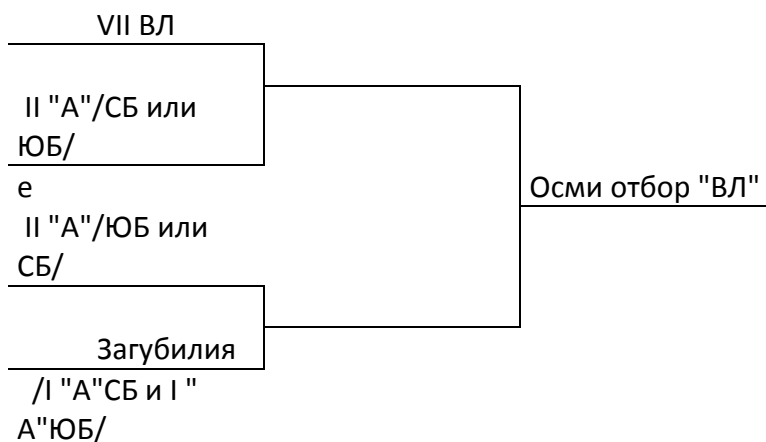 VII ВЛ
II "А"/СБ или
ЮБ/
е
II "А"/ЮБ или
СБ/
Осми отбор "ВЛ"
Загубилия
/I "А"СБ и I "
А"ЮБ/